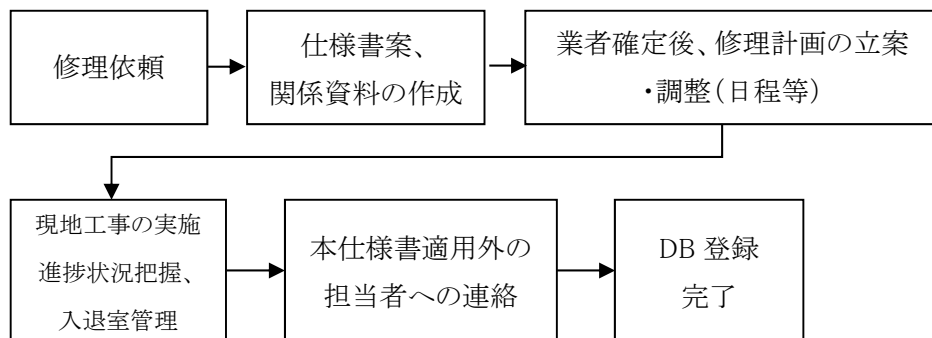 修理依頼
仕様書案、
関係資料の作成
業者確定後、修理計画の立案
・調整(日程等)
現地工事の実施
進捗状況把握、
入退室管理
本仕様書適用外の
担当者への連絡
DB 登録
完了